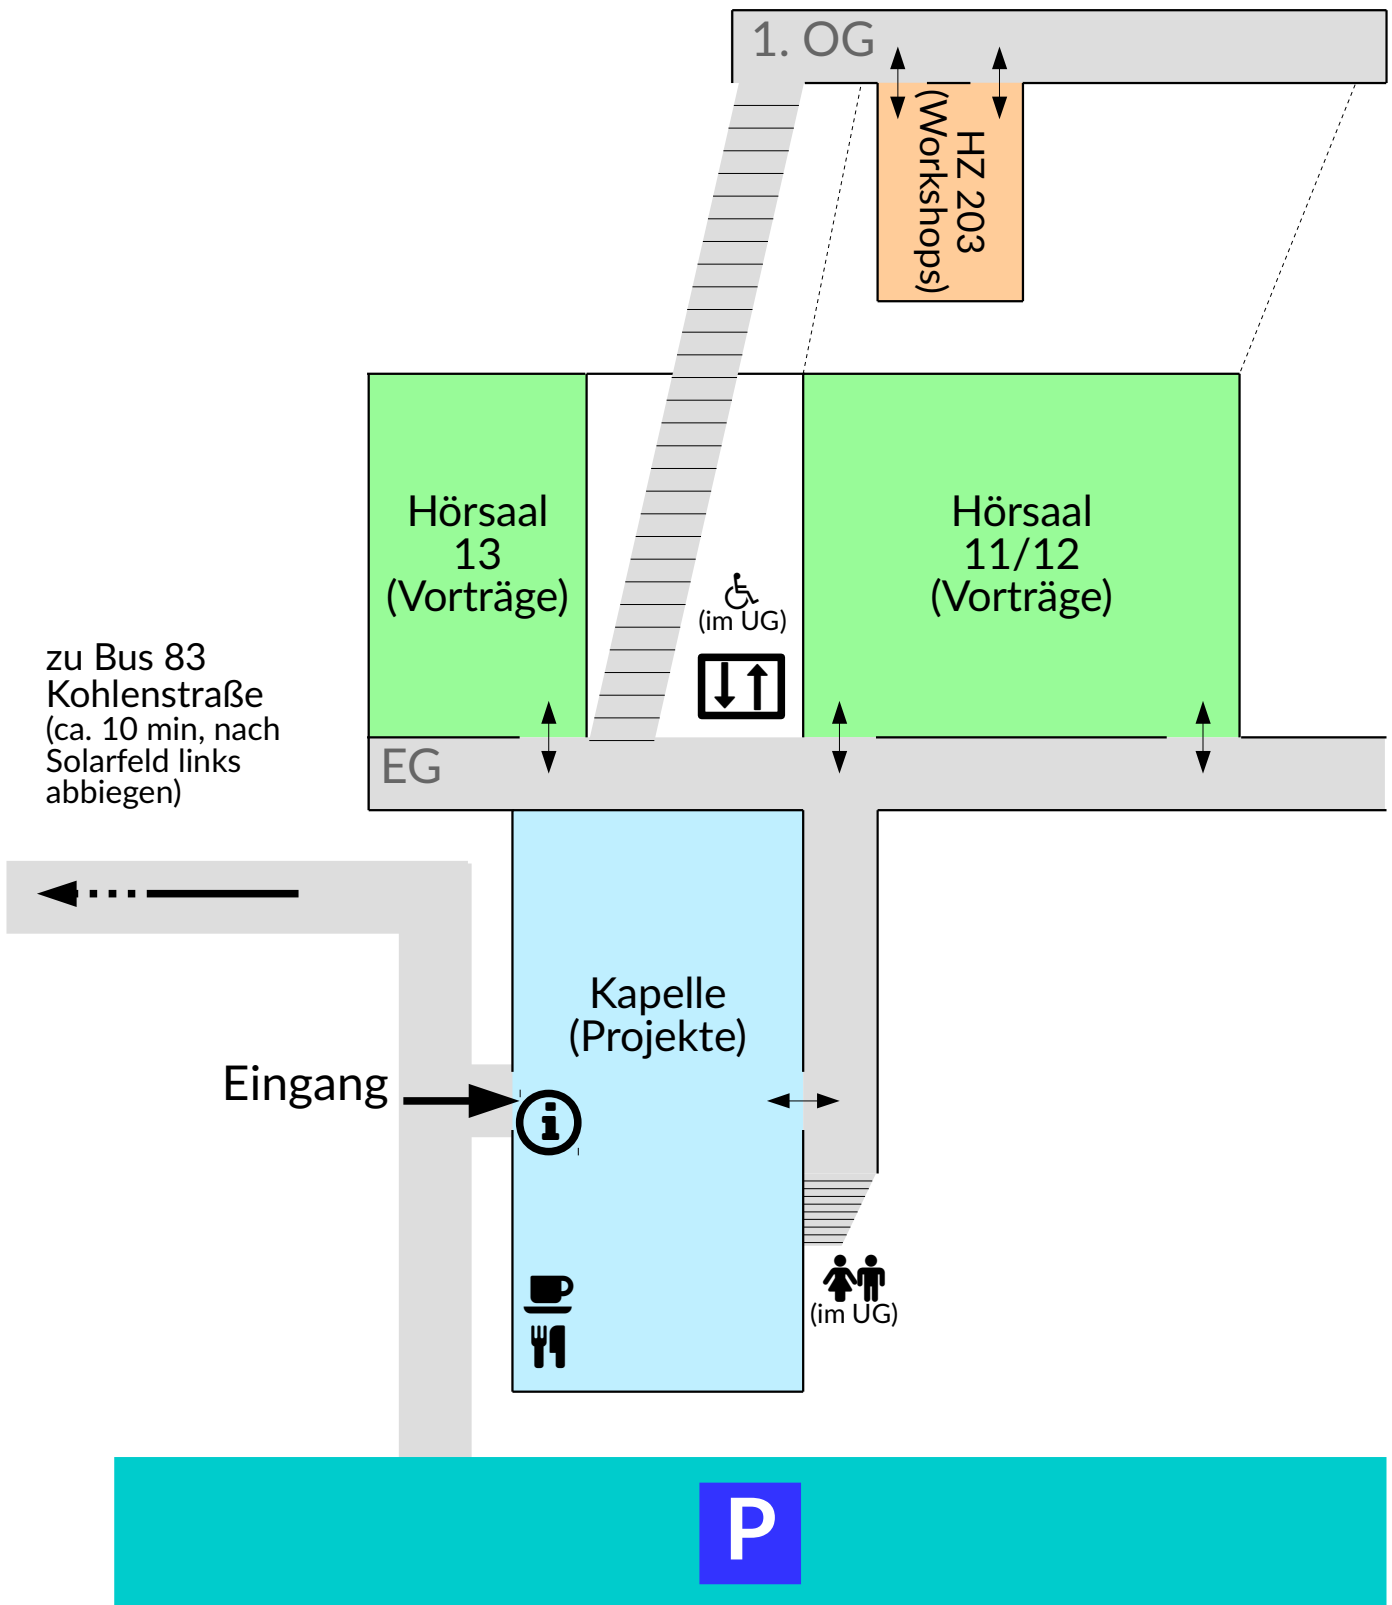 1. OG
HZ 203
(Workshops)
Hörsaal
13
(Vorträge)
Hörsaal
11/12
(Vorträge)
(im UG)
zu Bus 83
Kohlenstraße
(ca. 10 min, nach
Solarfeld links
abbiegen)
EG
Kapelle
(Projekte)
Eingang
i
(im UG)
P